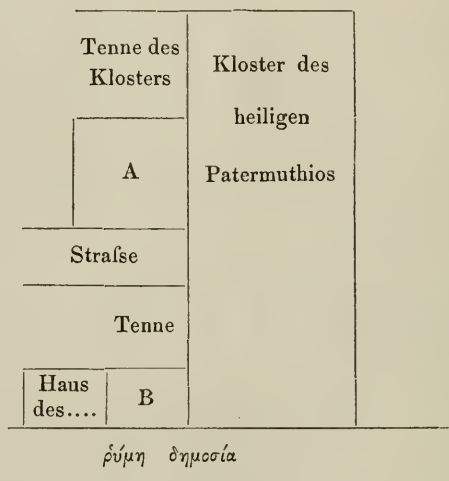 Tenne des
Klosters
Kloster des
heiligen
Patermuthios
A
Straſse
Tenne
Haus
des....
B
ῥύμη δημοσία